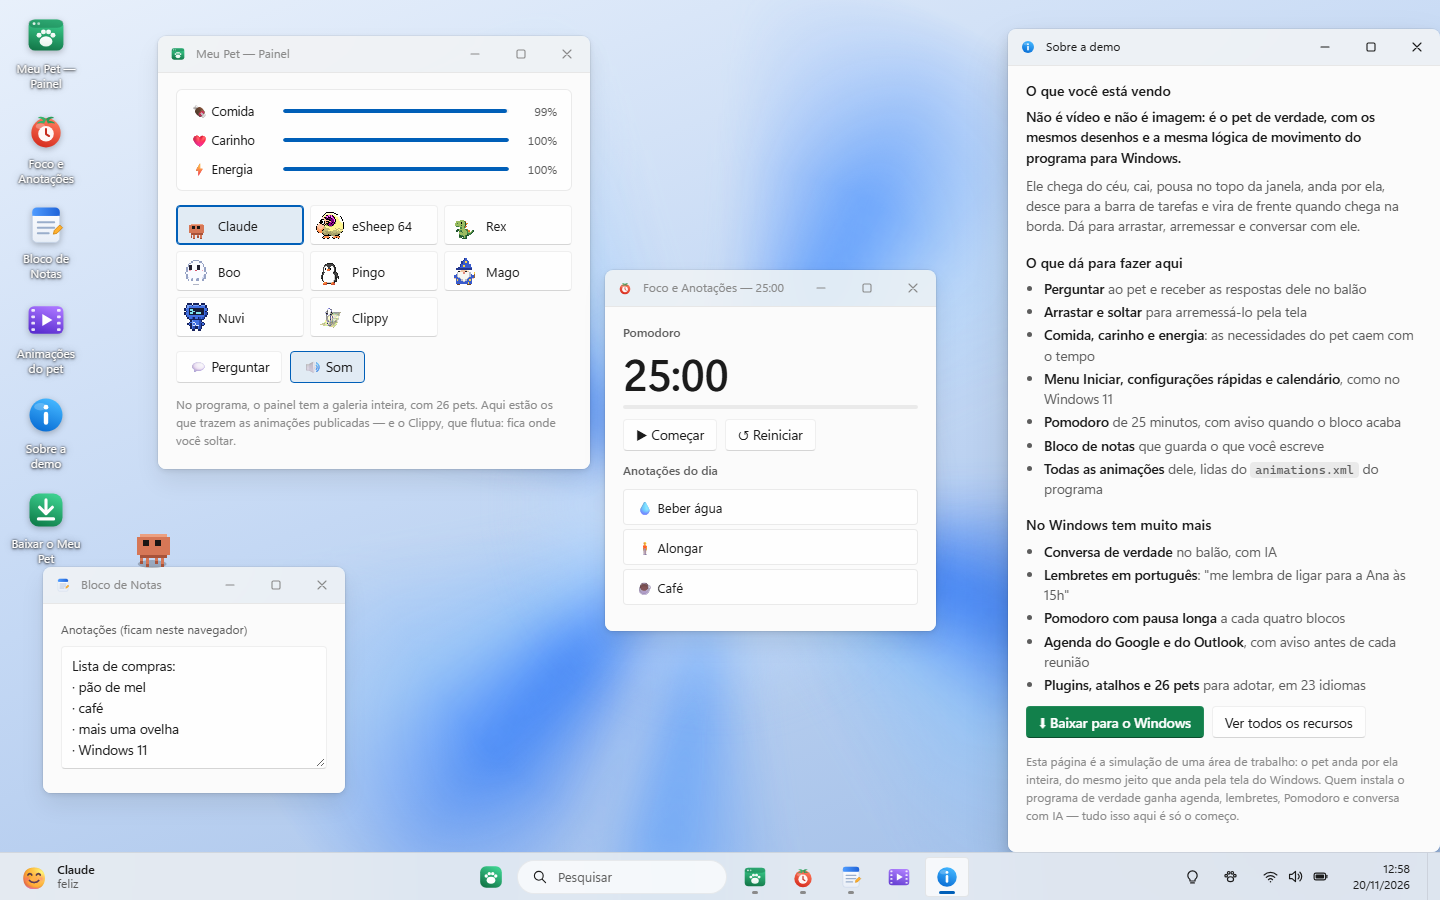 Meu Pet —
Painel
Foco e
Anotações
Bloco de
Notas
Animações
do pet
Sobre a
demo
Baixar o Meu
Pet
Meu Pet — Painel
Comida
99%
Carinho
100%
Energia
100%
Claude
eSheep 64
Rex
Boo
Pingo
Mago
Nuvi
Clippy
Perguntar
Som
No programa, o painel tem a galeria inteira, com 26 pets. Aqui estão os
que trazem as animações publicadas — e o Clippy, que flutua: fica onde
você soltar.
Bloco de Notas
Anotações (ficam neste navegador)
Lista de compras:
· pão de mel
· café
· mais uma ovelha
· Windows 11
Foco e Anotações — 25:00
Pomodoro
25:00
▶ Começar
↺ Reiniciar
Anotações do dia
Beber água
Alongar
Café
Sobre a demo
O que você está vendo
Não é vídeo e não é imagem: é o pet de verdade, com os
mesmos desenhos e a mesma lógica de movimento do
programa para Windows.
Ele chega do céu, cai, pousa no topo da janela, anda por ela,
desce para a barra de tarefas e vira de frente quando chega na
borda. Dá para arrastar, arremessar e conversar com ele.
O que dá para fazer aqui
• Perguntar ao pet e receber as respostas dele no balão
• Arrastar e soltar para arremessá-lo pela tela
• Comida, carinho e energia: as necessidades do pet caem com
o tempo
• Menu Iniciar, configurações rápidas e calendário, como no
Windows 11
• Pomodoro de 25 minutos, com aviso quando o bloco acaba
• Bloco de notas que guarda o que você escreve
• Todas as animações dele, lidas do animations.xml do
programa
No Windows tem muito mais
• Conversa de verdade no balão, com IA
• Lembretes em português: "me lembra de ligar para a Ana às
15h"
• Pomodoro com pausa longa a cada quatro blocos
• Agenda do Google e do Outlook, com aviso antes de cada
reunião
• Plugins, atalhos e 26 pets para adotar, em 23 idiomas
⬇ Baixar para o Windows
Ver todos os recursos
Esta página é a simulação de uma área de trabalho: o pet anda por ela
inteira, do mesmo jeito que anda pela tela do Windows. Quem instala o
programa de verdade ganha agenda, lembretes, Pomodoro e conversa
com IA — tudo isso aqui é só o começo.
Claude
feliz
Pesquisar
12:58
20/11/2026